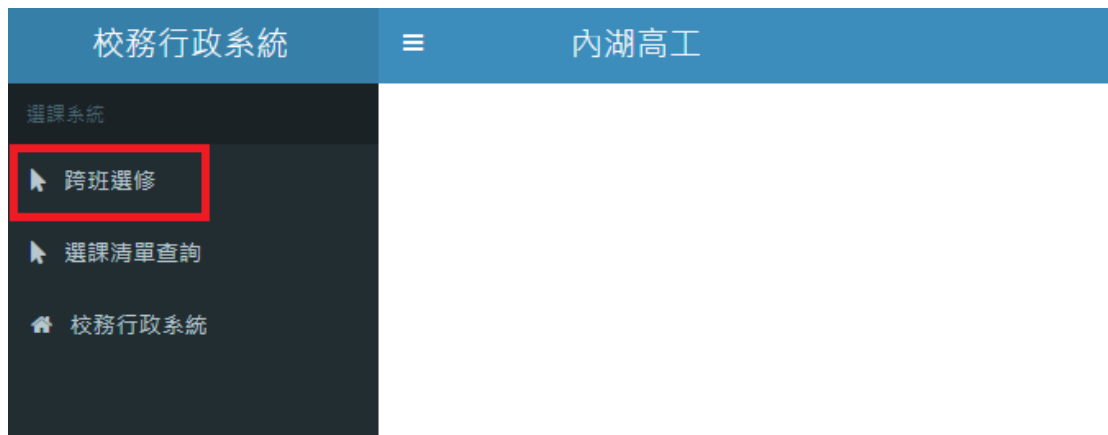 校務行政系統
內湖高工
選課系統
跨班選修
選課清單查詢
校務行政系統